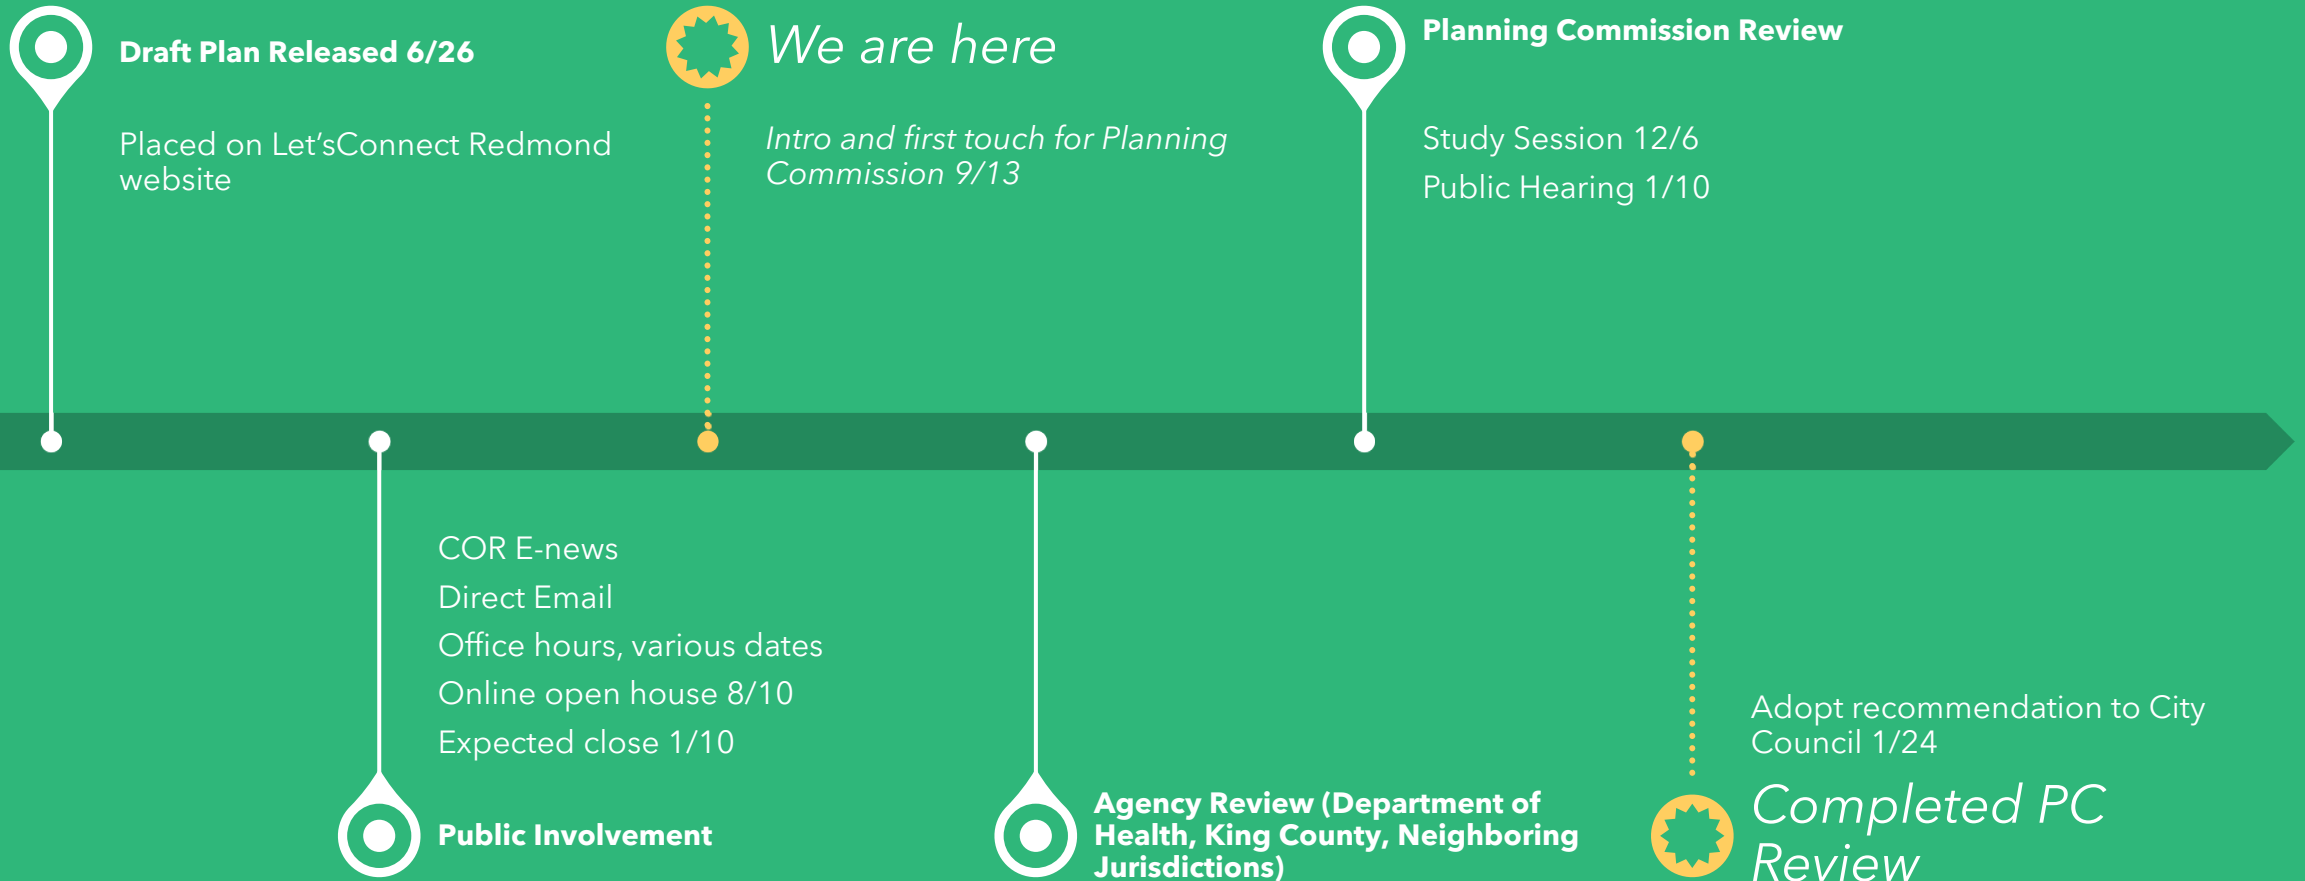 Draft Plan Released 6/26
Placed on Let'sConnect Redmond
website
COR E-news
Direct Email
Office hours, various dates
Online open house 8/10
Expected close 1/10
Public Involvement
We are here
Intro and first touch for Planning
Commission 9/13
Agency Review (Department of
Health, King County, Neighboring
Jurisdictions)
Planning Commission Review
Study Session 12/6
Public Hearing 1/10
Adopt recommendation to City
Council 1/24
Completed PC
Review